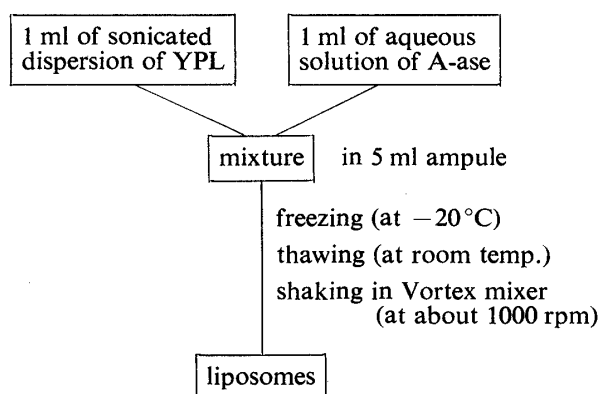 1 ml of sonicated
dispersion of YPL
1 ml of aqueous
solution of A-ase
mixture in 5 ml ampule
freezing (at −20°C)
thawing (at room temp.)
shaking in Vortex mixer
(at about 1000 rpm)
liposomes